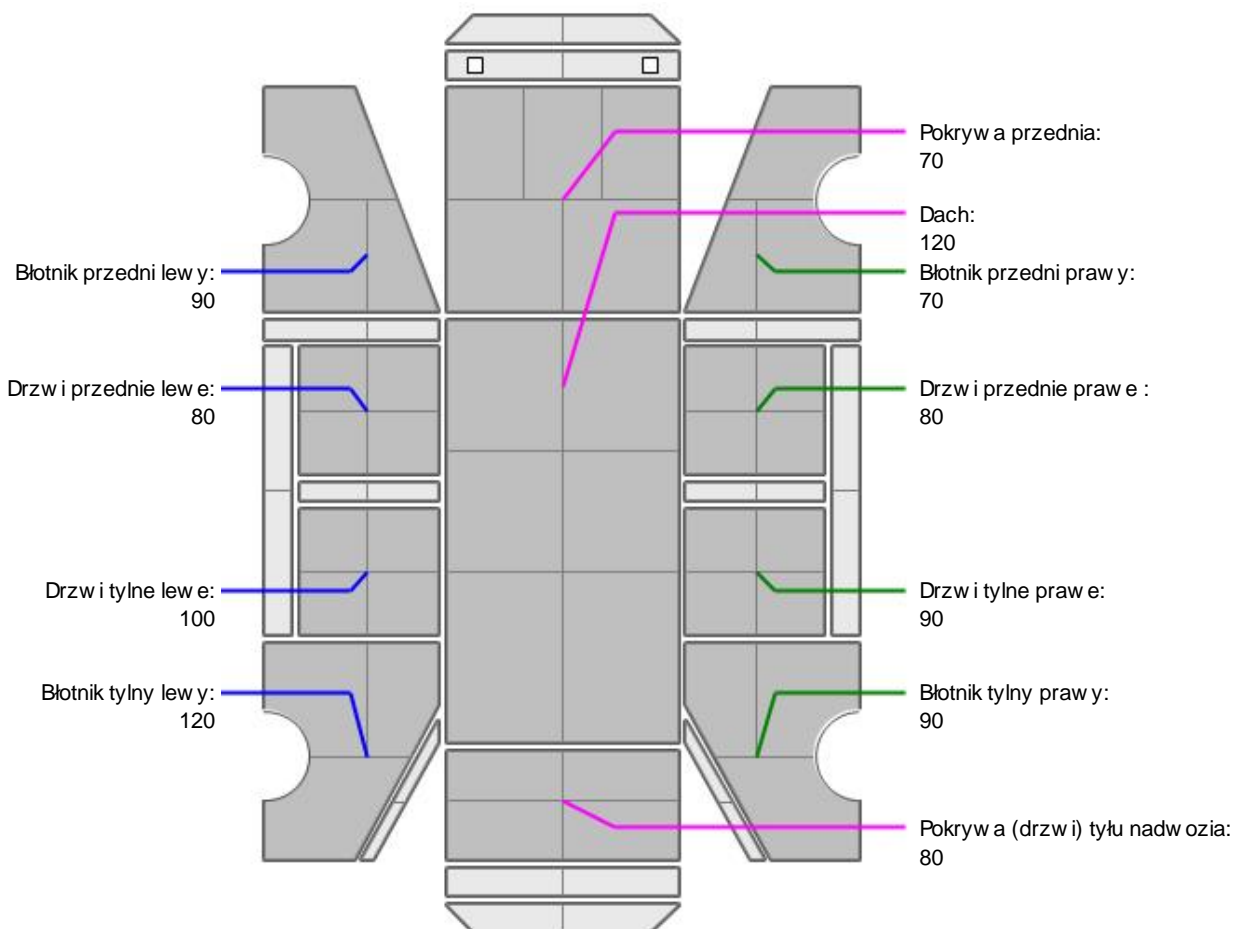 Pokrywa przednia:
70
Dach:
120
Błotnik przedni lewy:
90
Błotnik przedni prawy:
70
Drzwi przednie lewe:
80
Drzwi przednie prawe :
80
Drzwi tylne lewe:
100
Drzwi tylne prawe:
90
Błotnik tylny lewy:
120
Błotnik tylny prawy:
90
Pokrywa (drzwi) tyłu nadwozia:
80